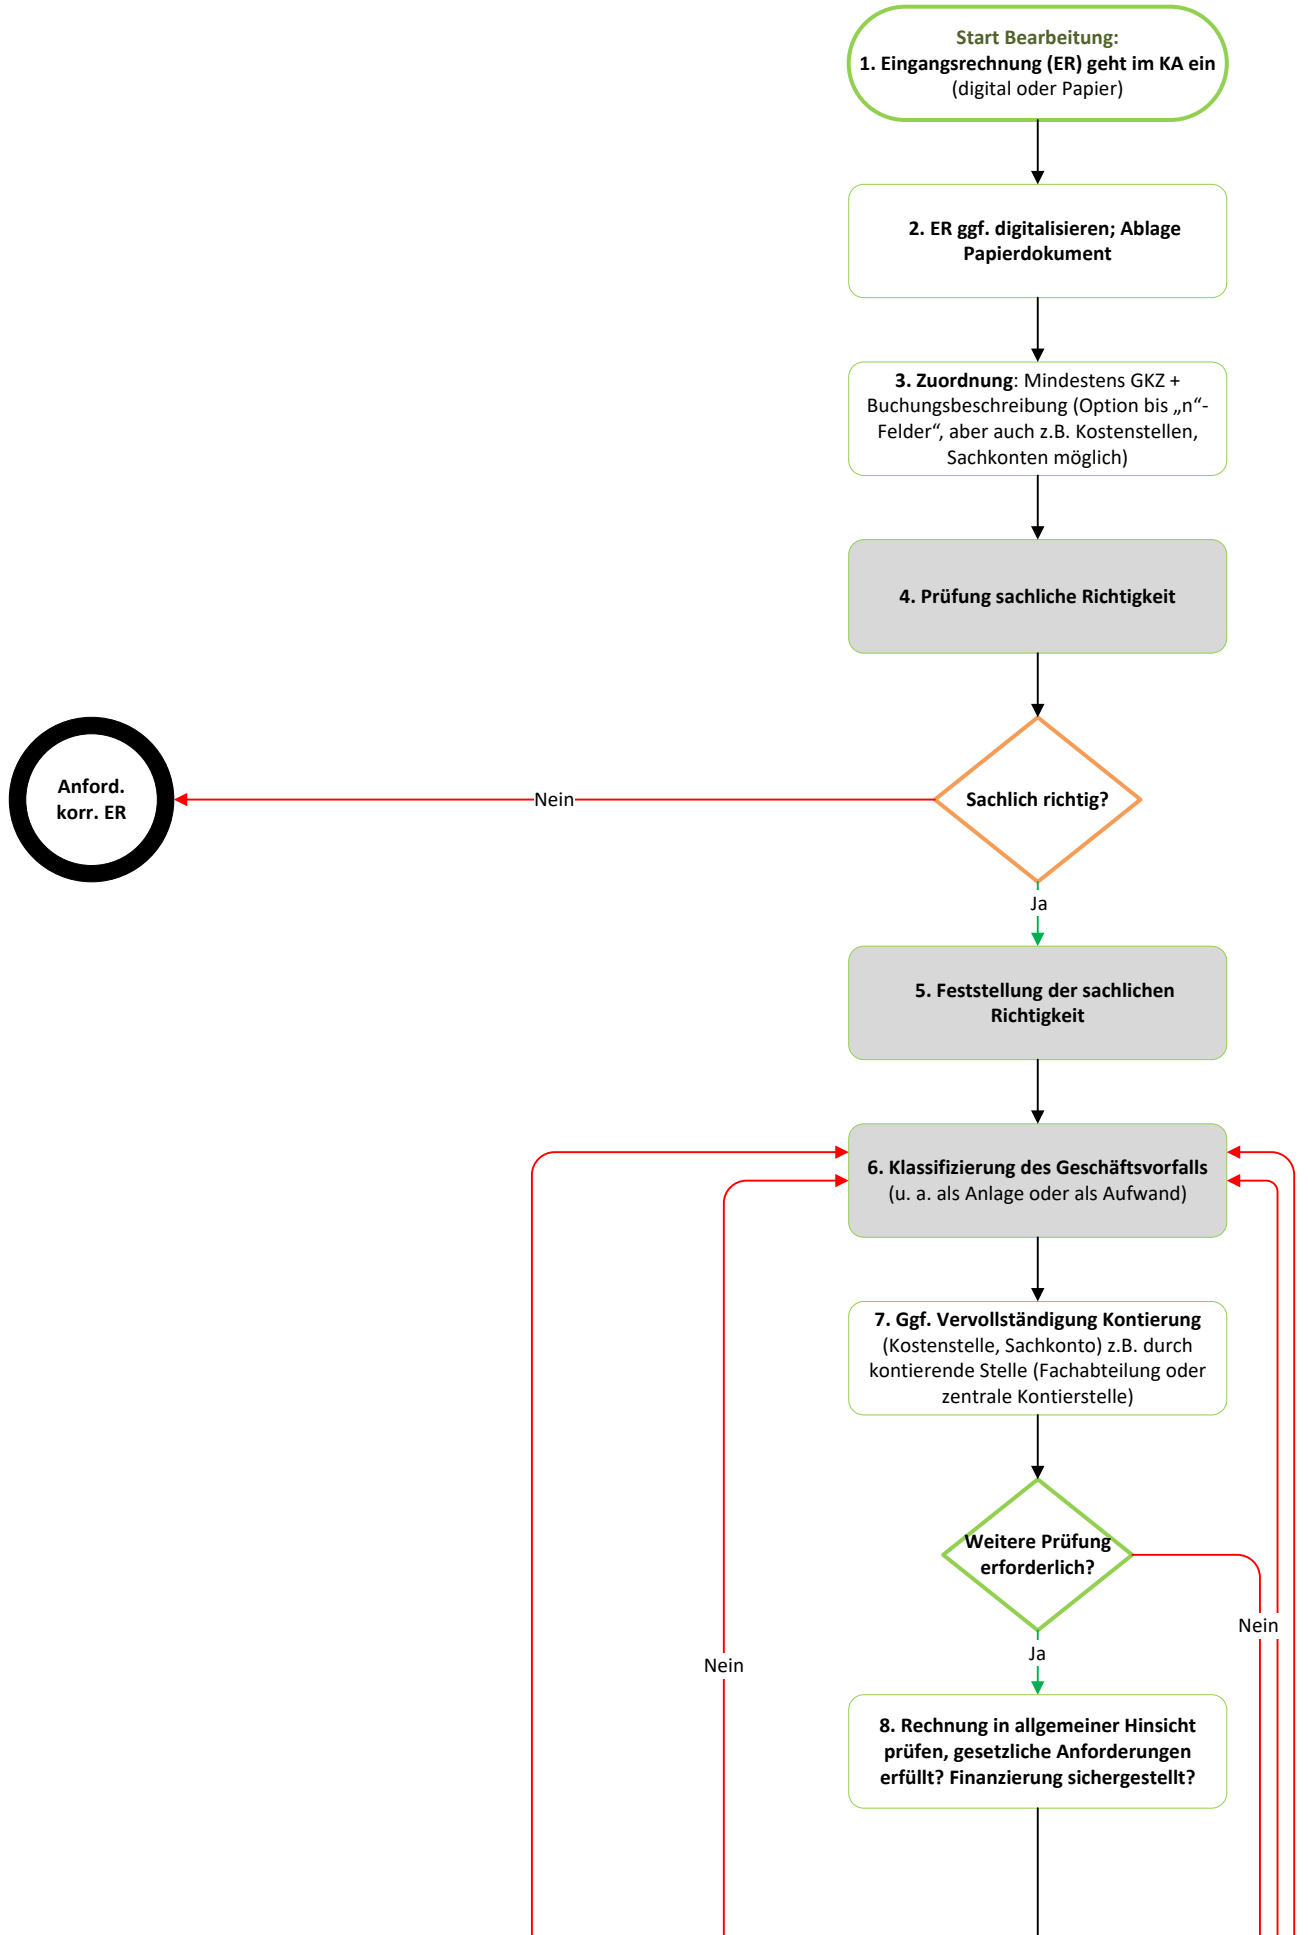 Start Bearbeitung:
1. Eingangsrechnung (ER) geht im KA ein
(digital oder Papier)
2. ER ggf. digitalisieren; Ablage
Papierdokument
3. Zuordnung: Mindestens GKZ +
Buchungsbeschreibung (Option bis „n“-
Felder“, aber auch z.B. Kostenstellen,
Sachkonten möglich)
4. Prüfung sachliche Richtigkeit
Anford.
korr. ER
Nein
Sachlich richtig?
Ja
5. Feststellung der sachlichen
Richtigkeit
6. Klassifizierung des Geschäftsvorfalls
(u. a. als Anlage oder als Aufwand)
7. Ggf. Vervollständigung Kontierung
(Kostenstelle, Sachkonto) z.B. durch
kontierende Stelle (Fachabteilung oder
zentrale Kontierstelle)
Weitere Prüfung
erforderlich?
Nein
Ja
Nein
8. Rechnung in allgemeiner Hinsicht
prüfen, gesetzliche Anforderungen
erfüllt? Finanzierung sichergestellt?